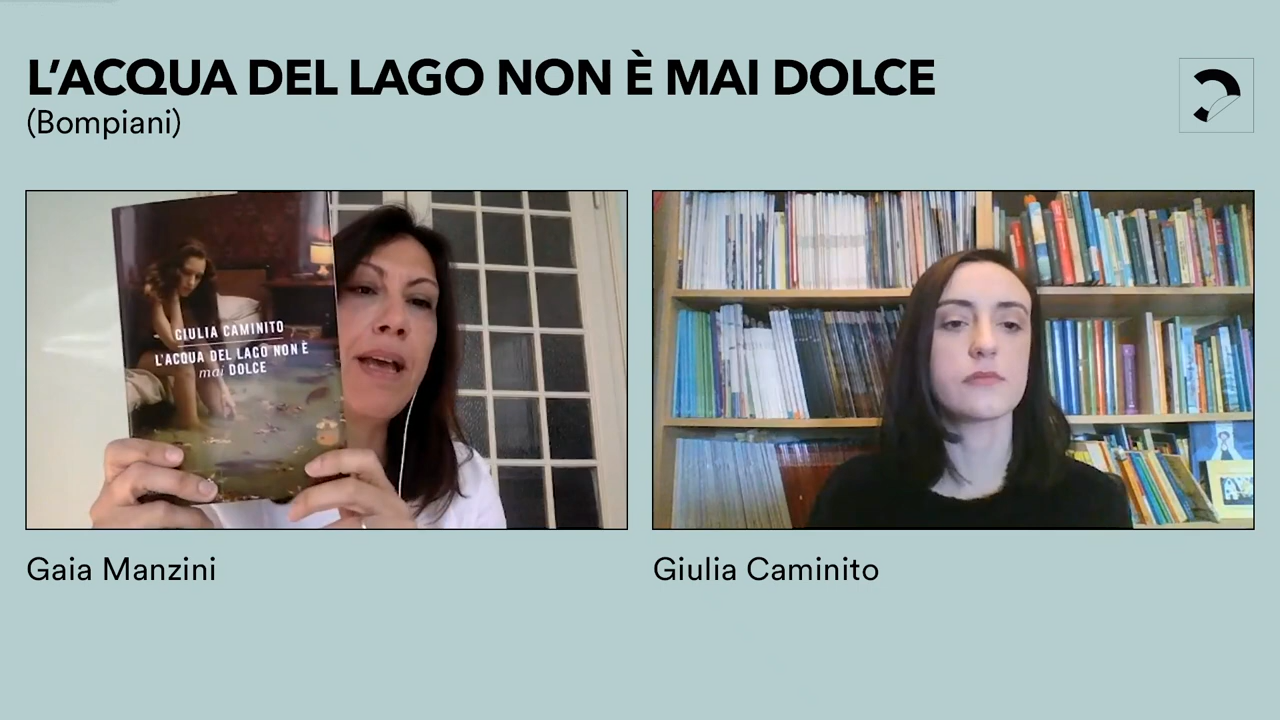 L’ACQUA DEL LAGO NON È MAI DOLCE
(Bompiani)
GIULIA CAMINITO
L'ACQUA DEL LAGO NON È
mai DOLCE
Gaia Manzini
Giulia Caminito